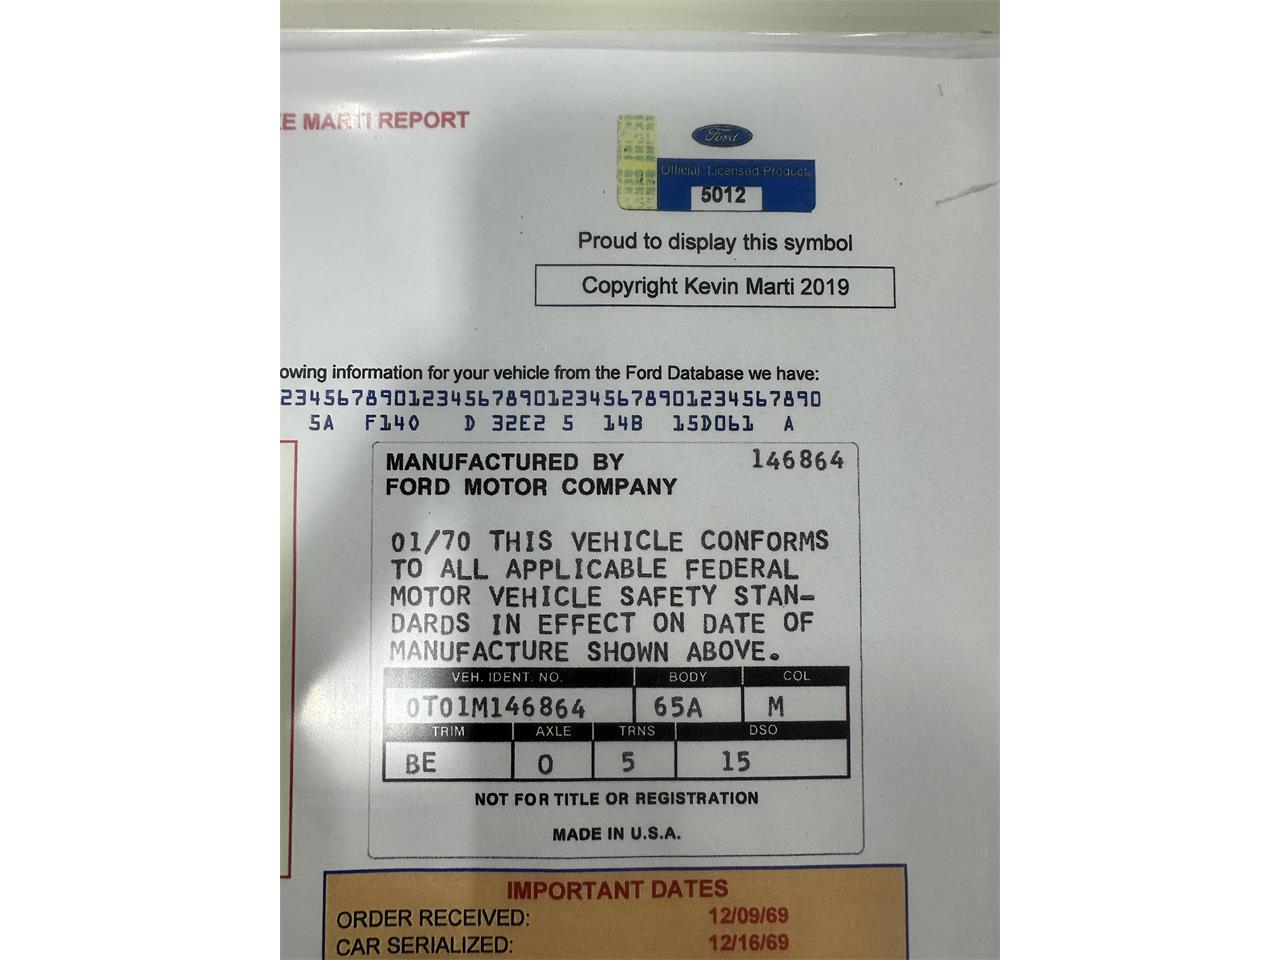 E MARTI REPORT
Ford
Official Licensed Product
5012
Proud to display this symbol
Copyright Kevin Marti 2019
owing information for your vehicle from the Ford Database we have:
234567890123456789012345678901234567890
5A F140 D 32E2 5 14B 15D061 A
MANUFACTURED BY 146864
FORD MOTOR COMPANY
01/70 THIS VEHICLE CONFORMS
TO ALL APPLICABLE FEDERAL
MOTOR VEHICLE SAFETY STAN-
DARDS IN EFFECT ON DATE OF
MANUFACTURE SHOWN ABOVE.
VEH. IDENT. NO. BODY COL
0T01M146864 65A M
TRIM AXLE TRNS DSO
BE 0 5 15
NOT FOR TITLE OR REGISTRATION
MADE IN U.S.A.
IMPORTANT DATES
ORDER RECEIVED: 12/09/69
CAR SERIALIZED: 12/16/69